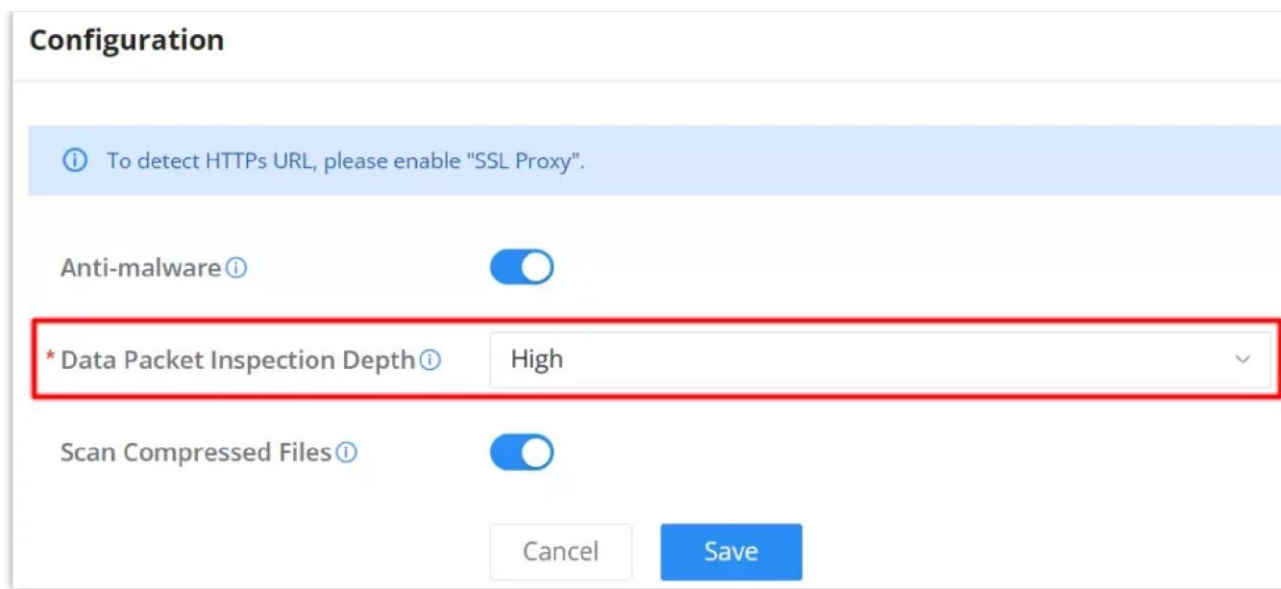 Configuration
To detect HTTPs URL, please enable "SSL Proxy".
Anti-malware
* Data Packet Inspection Depth High
Scan Compressed Files
Cancel Save